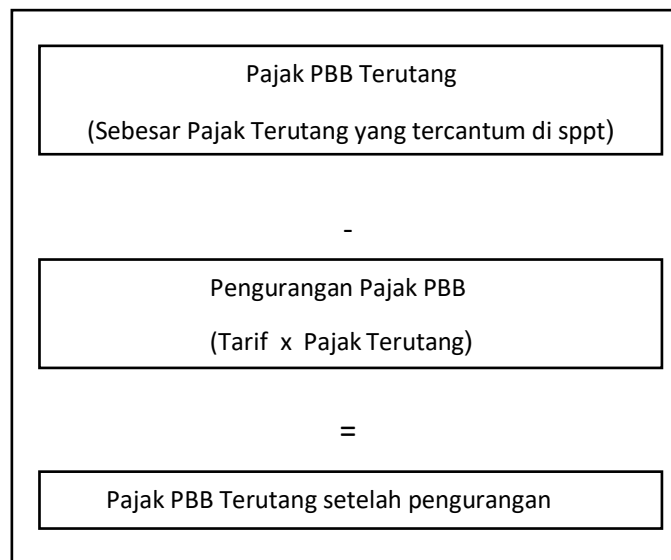 Pajak PBB Terutang
(Sebesar Pajak Terutang yang tercantum di sppt)
-
Pengurangan Pajak PBB
(Tarif x Pajak Terutang)
=
Pajak PBB Terutang setelah pengurangan